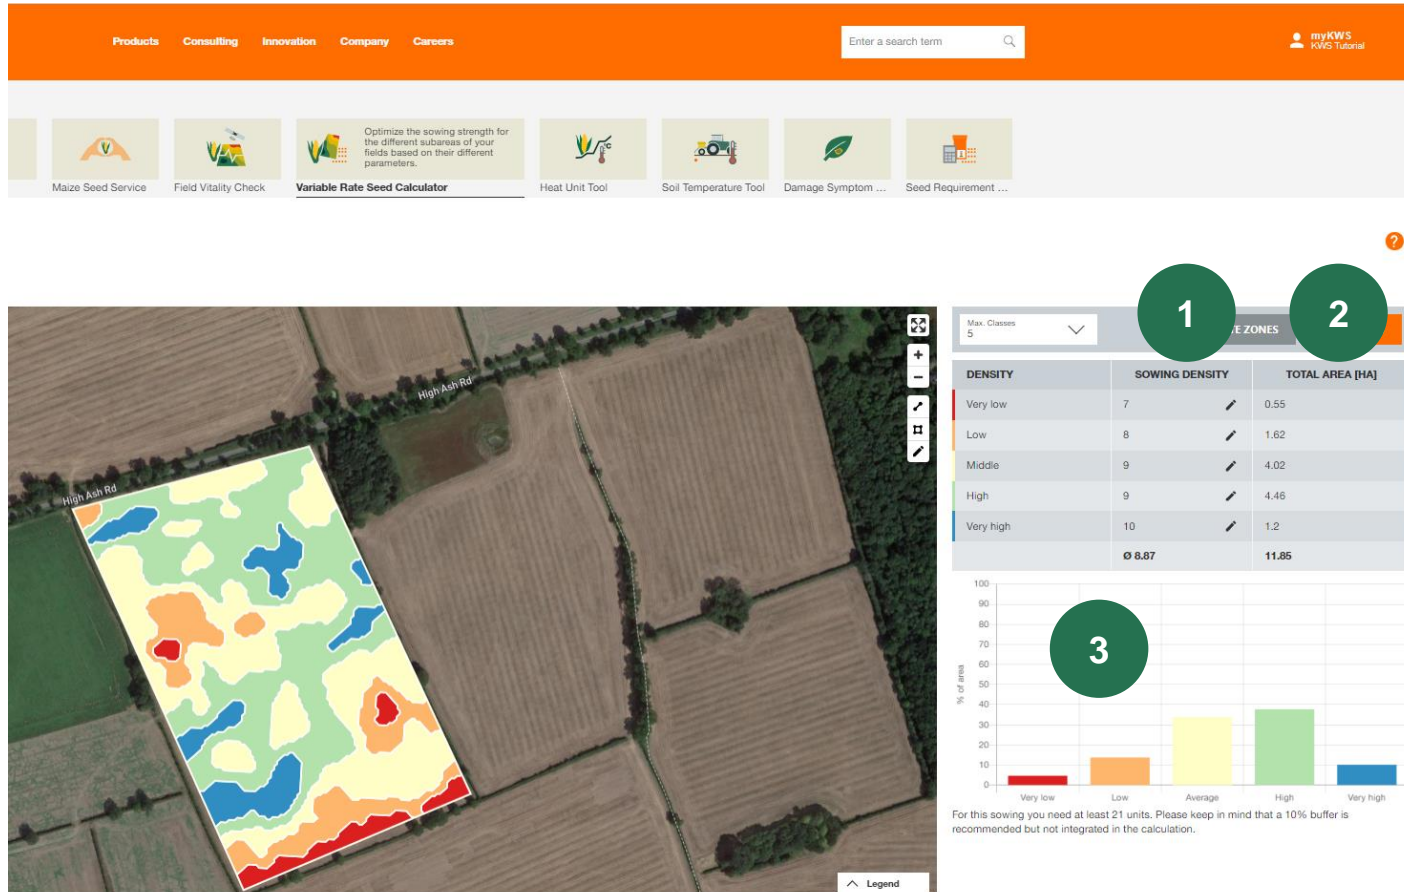 Products Consulting Innovation Company Careers
Enter a search term
myKWS
KWS Tutorial
Optimize the sowing strength for
the different subareas of your
fields based on their different
parameters.
Maize Seed Service
Field Vitality Check
Variable Rate Seed Calculator
Heat Unit Tool
Soil Temperature Tool
Damage Symptom ...
Seed Requirement ...
?
1
2
Max. Classes
5
ZONES
DENSITY SOWING DENSITY TOTAL AREA [HA]
Very low 7 0.55
Low 8 1.62
Middle 9 4.02
High 9 4.46
Very high 10 1.2
Ø 8.87 11.85
High Ash Rd
High Ash Rd
100
90
80
70
60
50
40
30
20
10
0
% of area
3
Very low Low Average High Very high
For this sowing you need at least 21 units. Please keep in mind that a 10% buffer is
recommended but not integrated in the calculation.
Legend